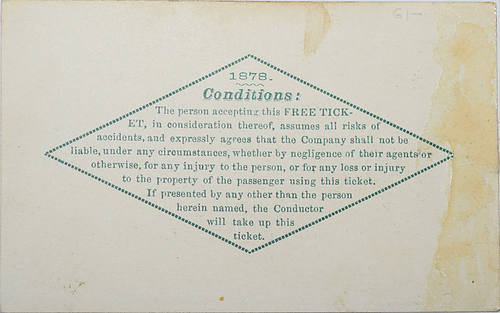 61-
1878.
Conditions:
The person accepting this FREE TICK-
ET, in consideration thereof, assumes all risks of
accidents, and expressly agrees that the Company shall not be
liable, under any circumstances, whether by negligence of their agents or
otherwise, for any injury to the person, or for any loss or injury
to the property of the passenger using this ticket.
If presented by any other than the person
herein named, the Conductor
will take up this
ticket.